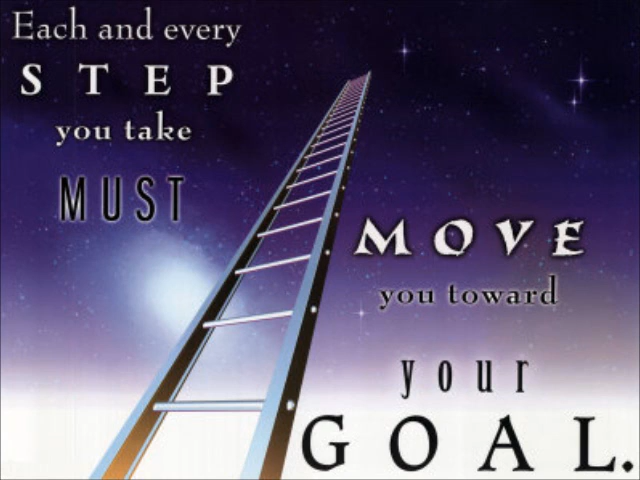 Each and every
STEP
you take
MUST
MOVE
you toward
your
GOAL.